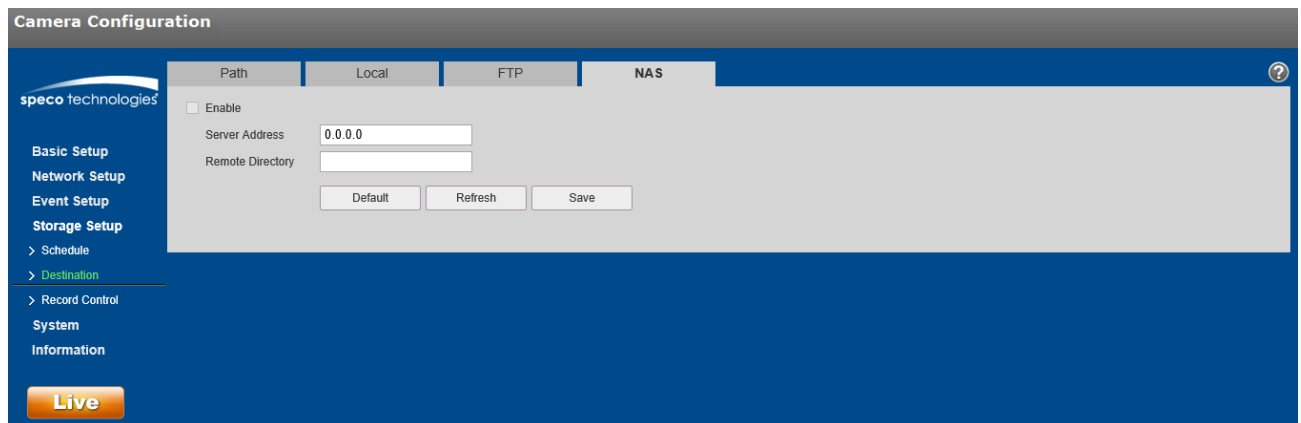 Camera Configuration
Path Local FTP NAS
?
speco technologies
Enable
Server Address 0.0.0.0
Remote Directory
Default Refresh Save
Basic Setup
Network Setup
Event Setup
Storage Setup
> Schedule
> Destination
> Record Control
System
Information
Live